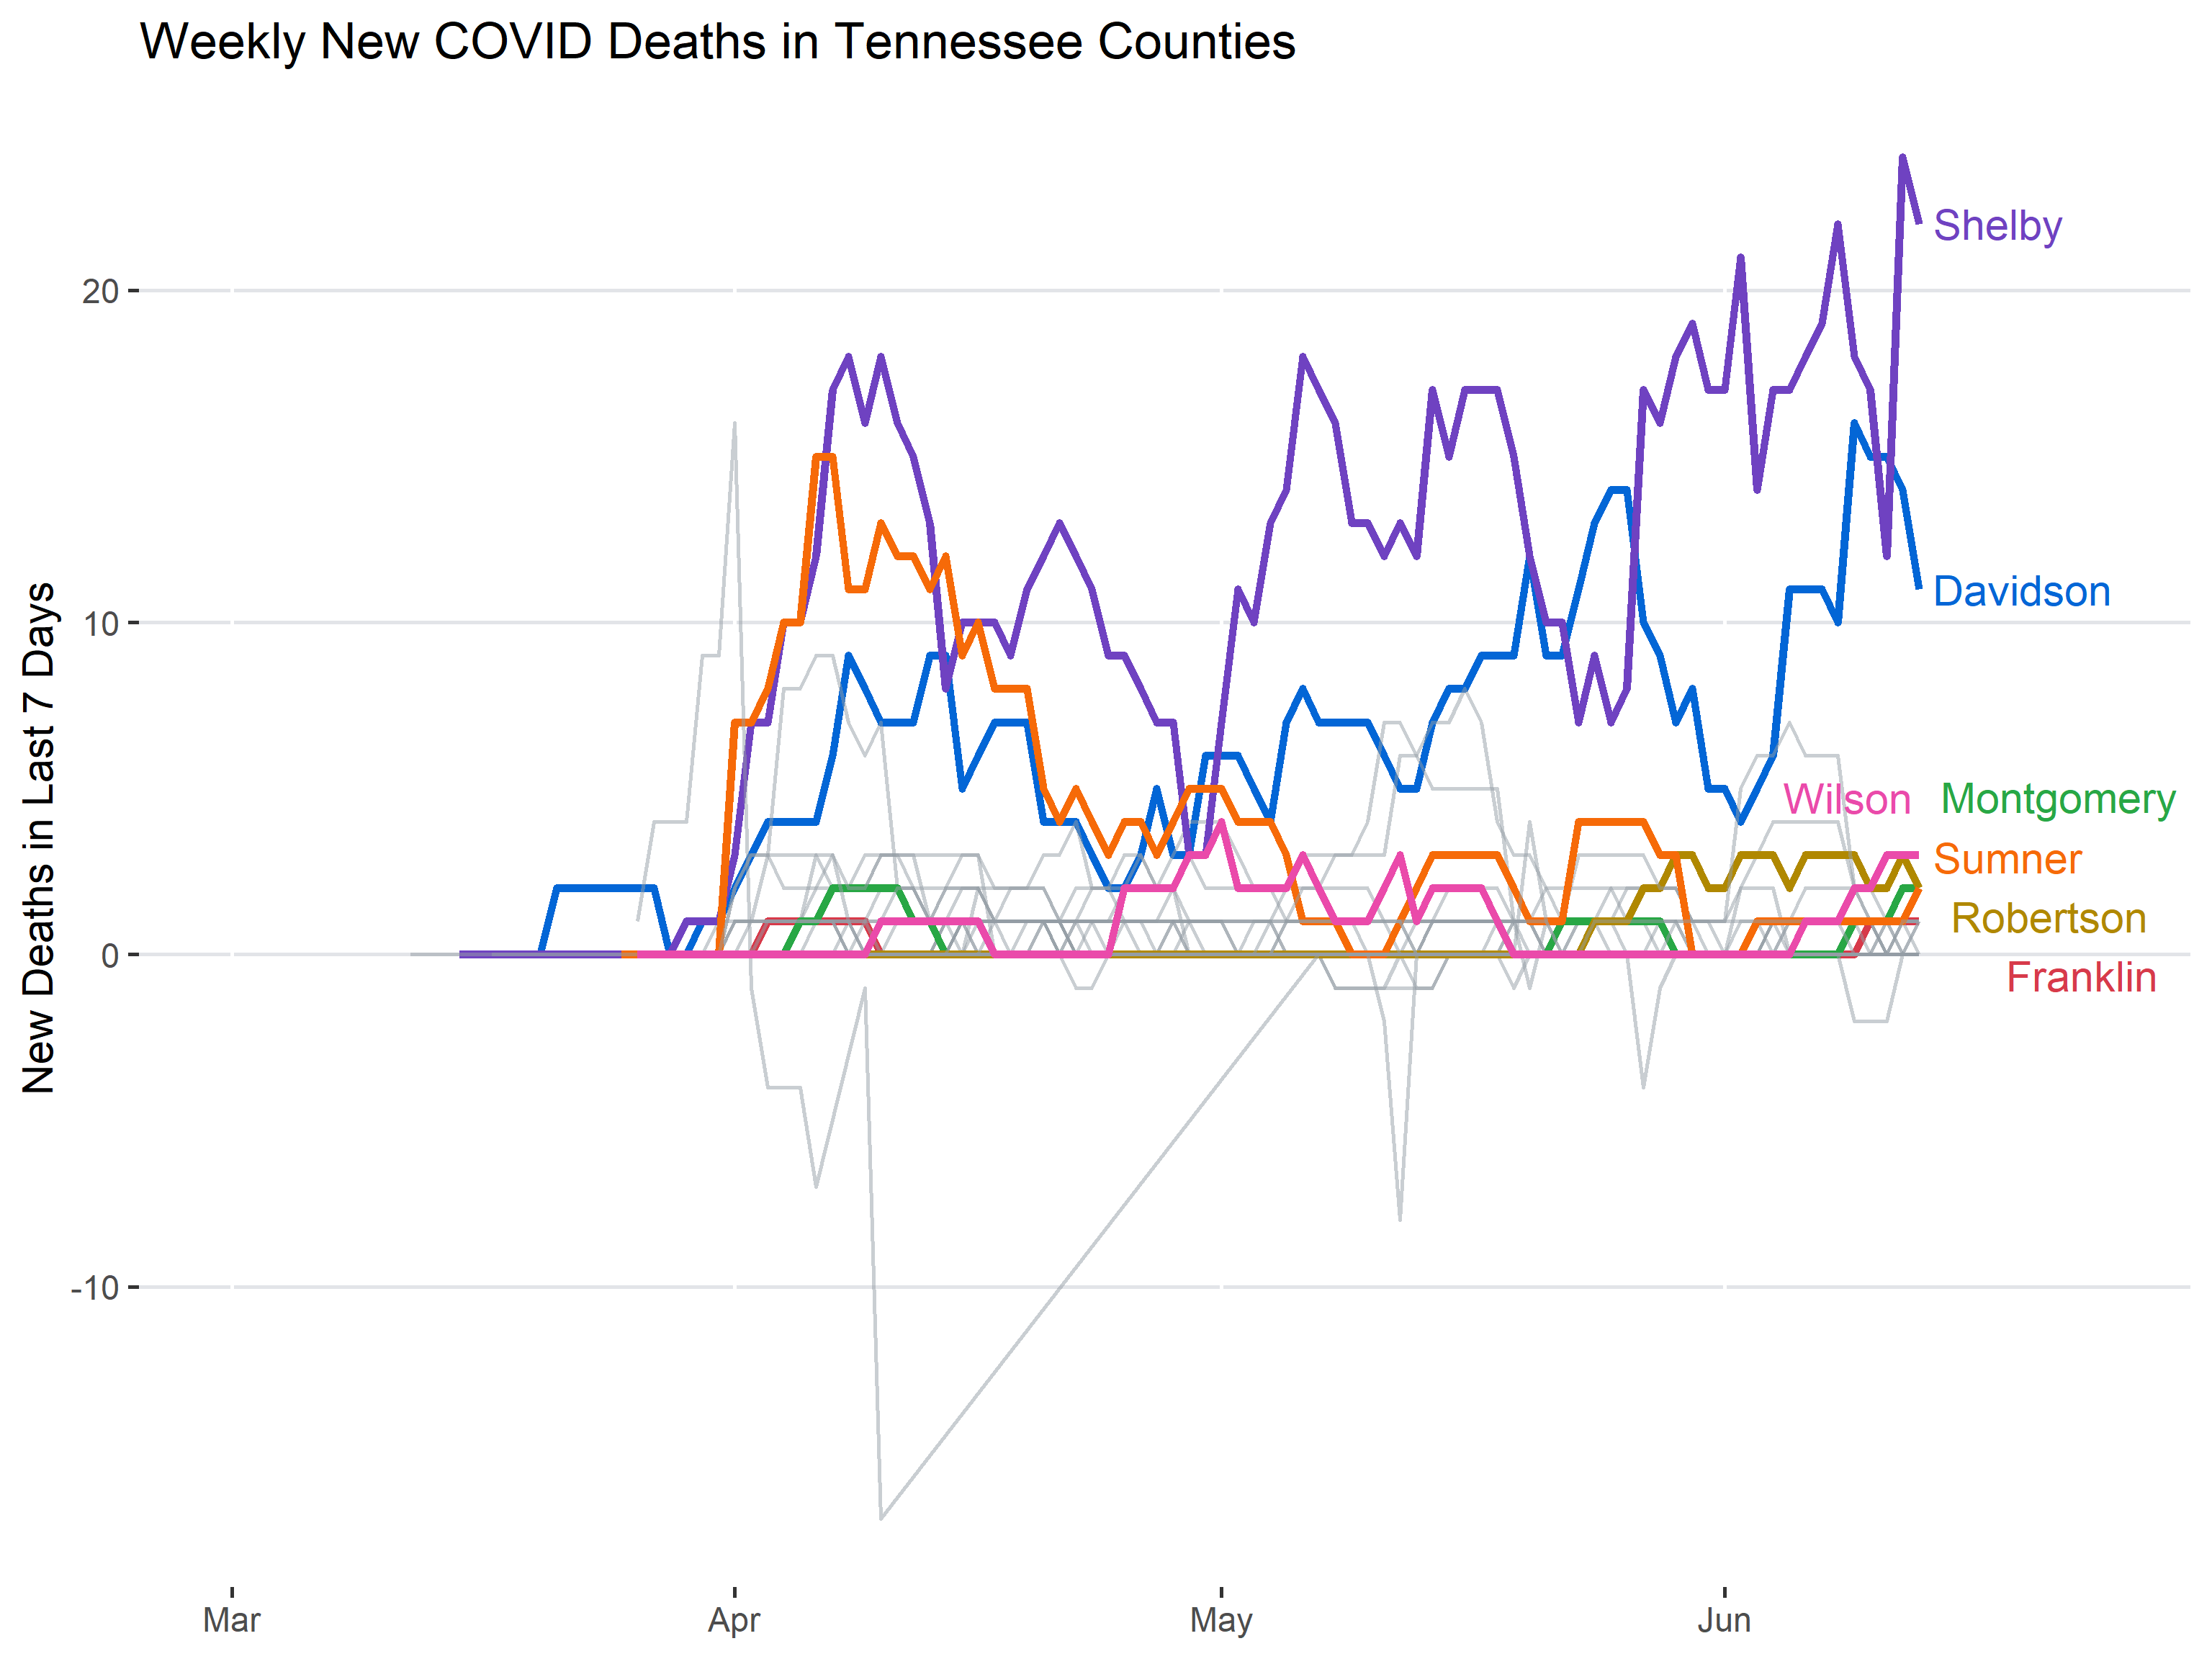 Weekly New COVID Deaths in Tennessee Counties
New Deaths in Last 7 Days
20
10
0
-10
Mar
Apr
May
Jun
Shelby
Davidson
Wilson
Montgomery
Sumner
Robertson
Franklin